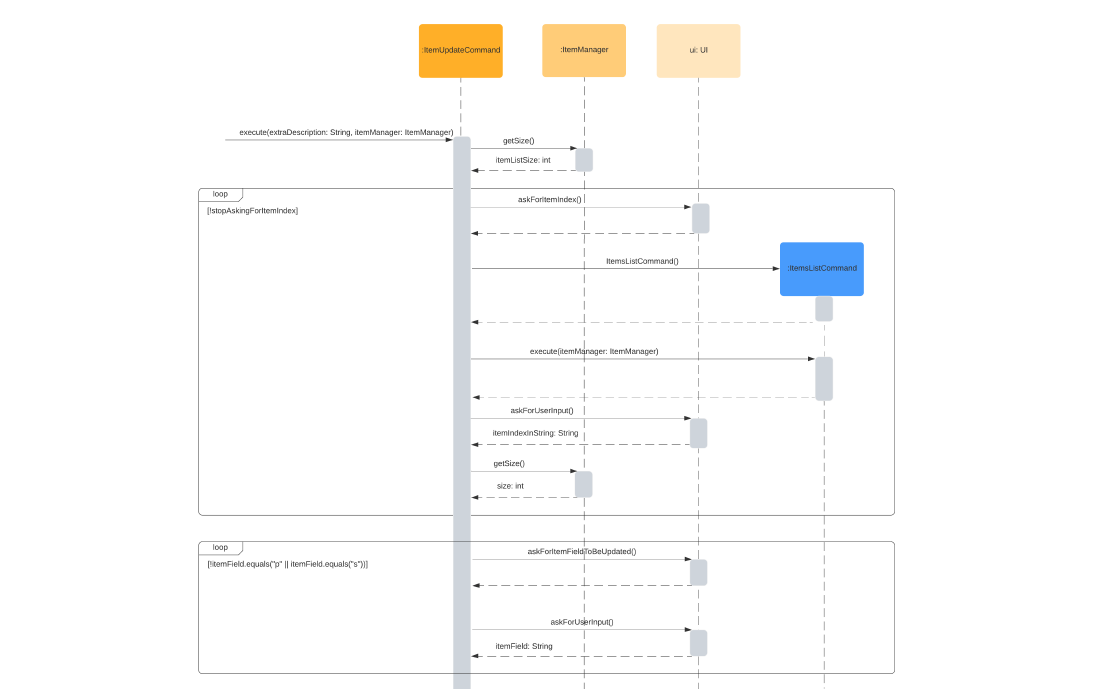 :ItemUpdateCommand
:ItemManager
ui: UI
execute(extraDescription: String, itemManager: ItemManager)
getSize()
itemListSize: int
loop
[!stopAskingForItemIndex]
askForItemIndex()
ItemsListCommand()
:ItemsListCommand
execute(itemManager: ItemManager)
askForUserInput()
itemIndexInString: String
getSize()
size: int
loop
[!itemField.equals("p" || itemField.equals("s"))]
askForItemFieldToBeUpdated()
askForUserInput()
itemField: String